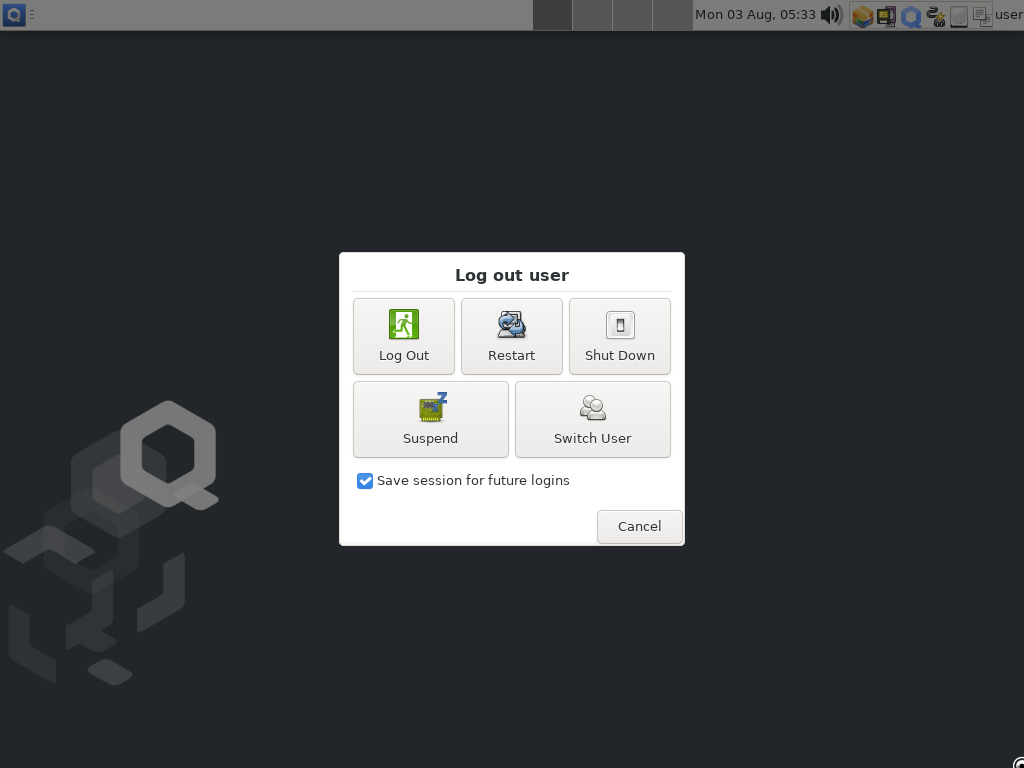 Mon 03 Aug, 05:33 user
Log out user
Log Out Restart Shut Down
Suspend Switch User
Save session for future logins
Cancel